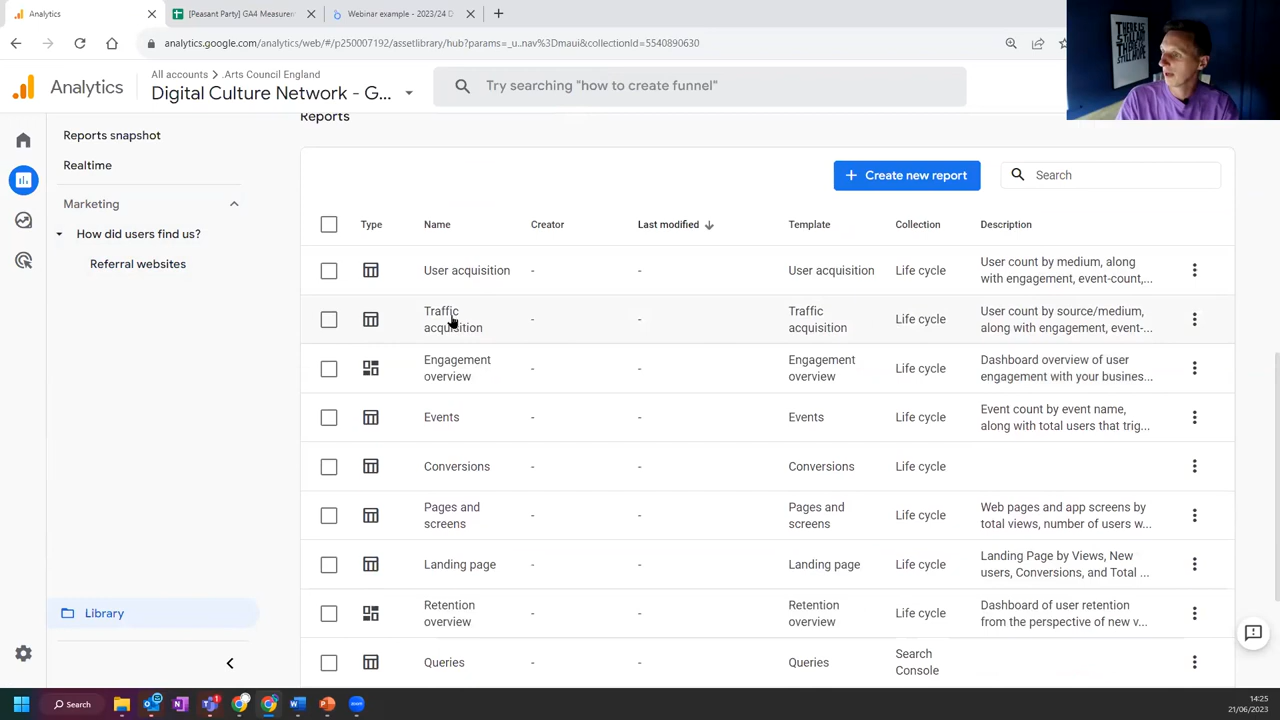 Analytics
[Peasant Party] GA4 Measurem
Webinar example - 2023/24 D
analytics.google.com/analytics/web/#/p250001192/assetlibrary/hub?params=_u..nav%3Dmaui&collectionId=5540890630
Analytics
All accounts > Arts Council England
Digital Culture Network - G...
Try searching "how to create funnel"
Reports snapshot
Realtime
Marketing
How did users find us?
Referral websites
Library
Reports
+ Create new report
Search
Type Name Creator Last modified Template Collection Description
User acquisition - - User acquisition Life cycle User count by medium, along
with engagement, event-count,...
Traffic
acquisition - - Traffic
acquisition Life cycle User count by source/medium,
along with engagement, event-...
Engagement
overview - - Engagement
overview Life cycle Dashboard overview of user
engagement with your busines...
Events - - Events Life cycle Event count by event name,
along with total users that trig...
Conversions - - Conversions Life cycle
Pages and
screens - - Pages and
screens Life cycle Web pages and app screens by
total views, number of users w...
Landing page - - Landing page Life cycle Landing Page by Views, New
users, Conversions, and Total ...
Retention
overview - - Retention
overview Life cycle Dashboard of user retention
from the perspective of new v...
Queries - - Queries Search
Console
Search
14:25
21/06/2023